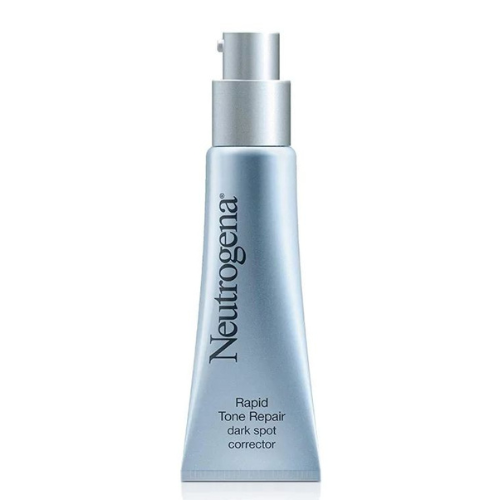 Neutrogena®
Rapid
Tone Repair
dark spot
corrector